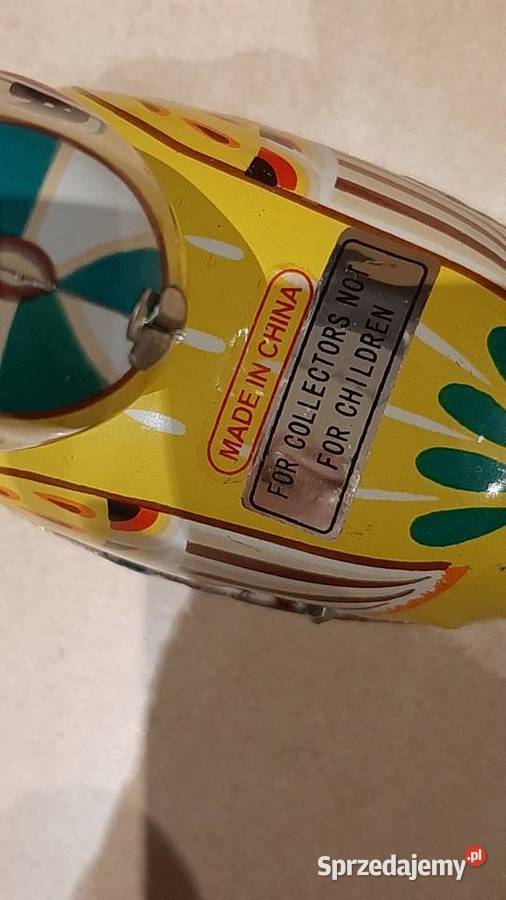 MADE IN CHINA
FOR COLLECTORS NOT
FOR CHILDREN
Sprzedajemy.pl